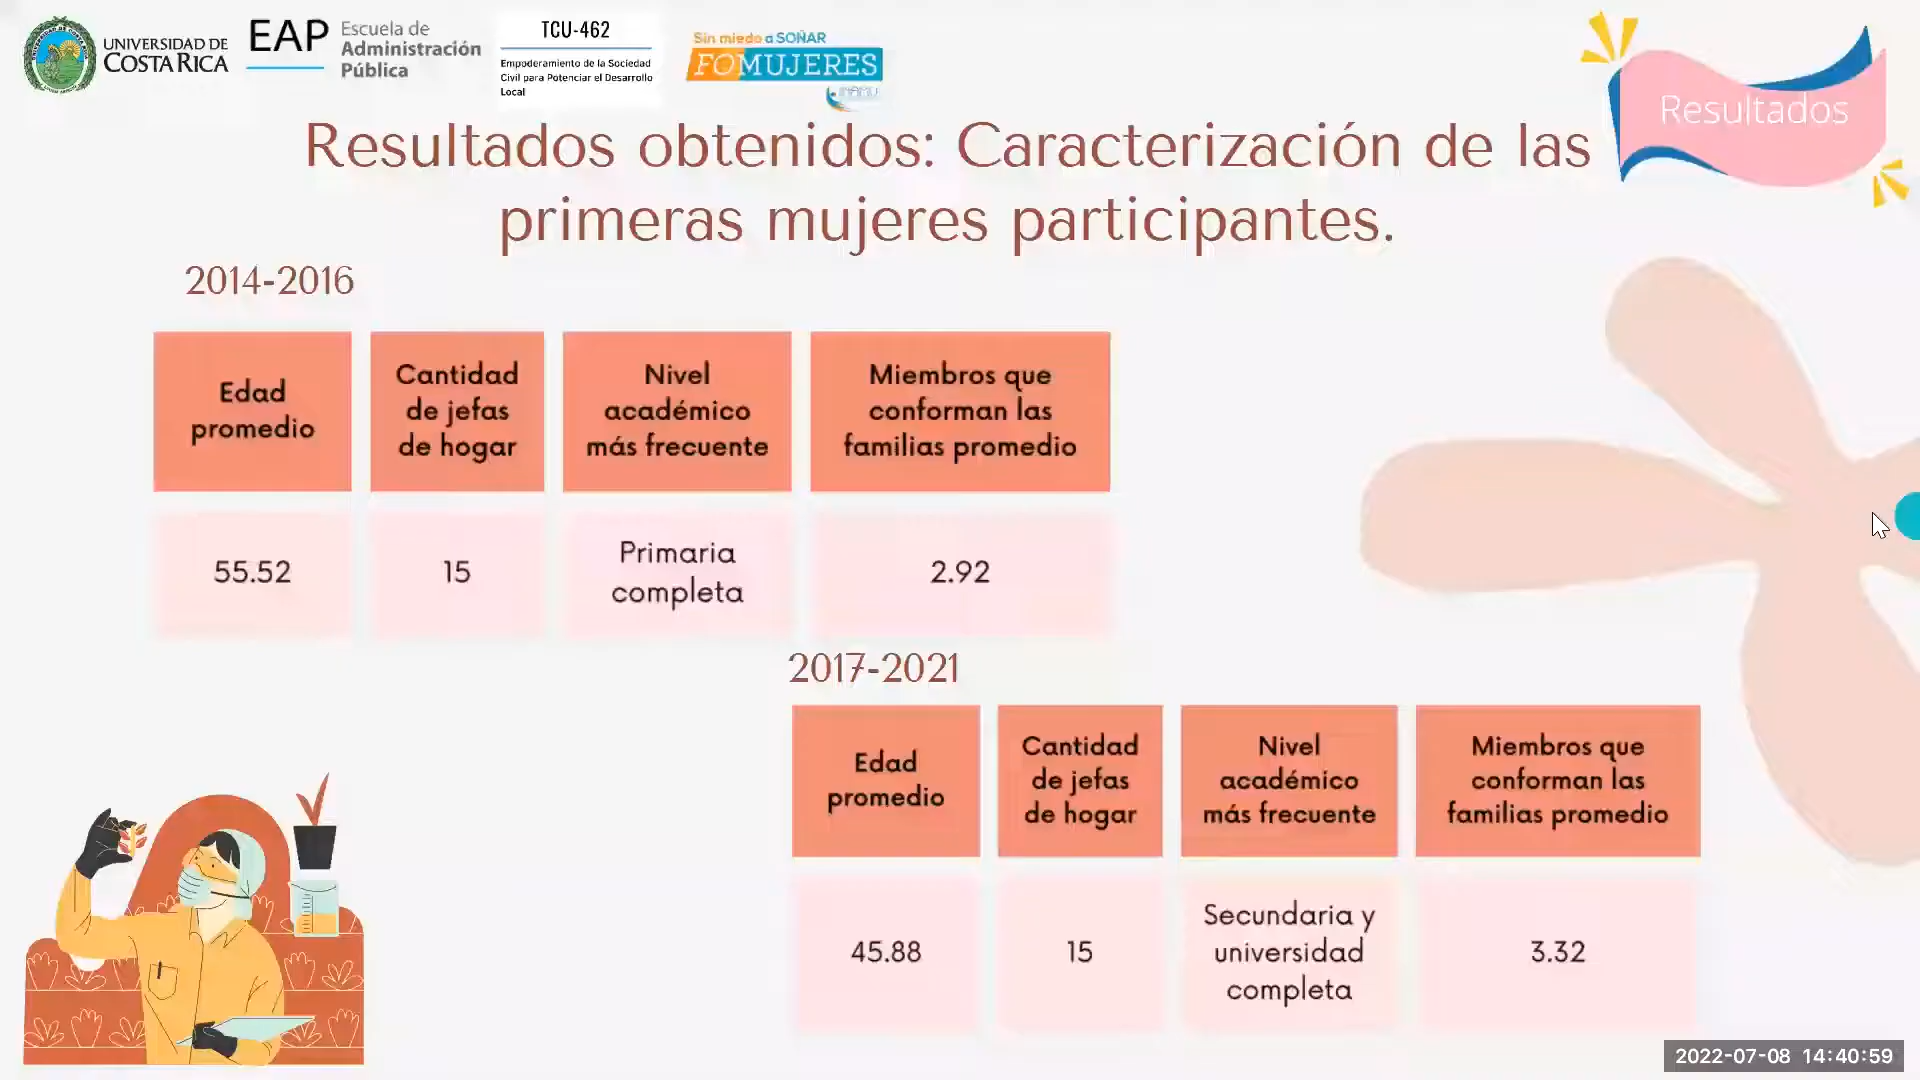 UNIVERSIDAD DE
COSTA RICA
EAP
Escuela de
Administración
Pública
TCU-462
Empoderamiento de la Sociedad
Civil para Potenciar el Desarrollo
Local
Sin miedo a SOÑAR
FOMUJERES
Resultados
Resultados obtenidos: Caracterización de las
primeras mujeres participantes.
2014-2016
Edad
promedio
Cantidad
de jefas
de hogar
Nivel
académico
más frecuente
Miembros que
conforman las
familias promedio
55.52
15
Primaria
completa
2.92
2017-2021
Edad
promedio
Cantidad
de jefas
de hogar
Nivel
académico
más frecuente
Miembros que
conforman las
familias promedio
45.88
15
Secundaria y
universidad
completa
3.32
2022-07-08 14:40:59